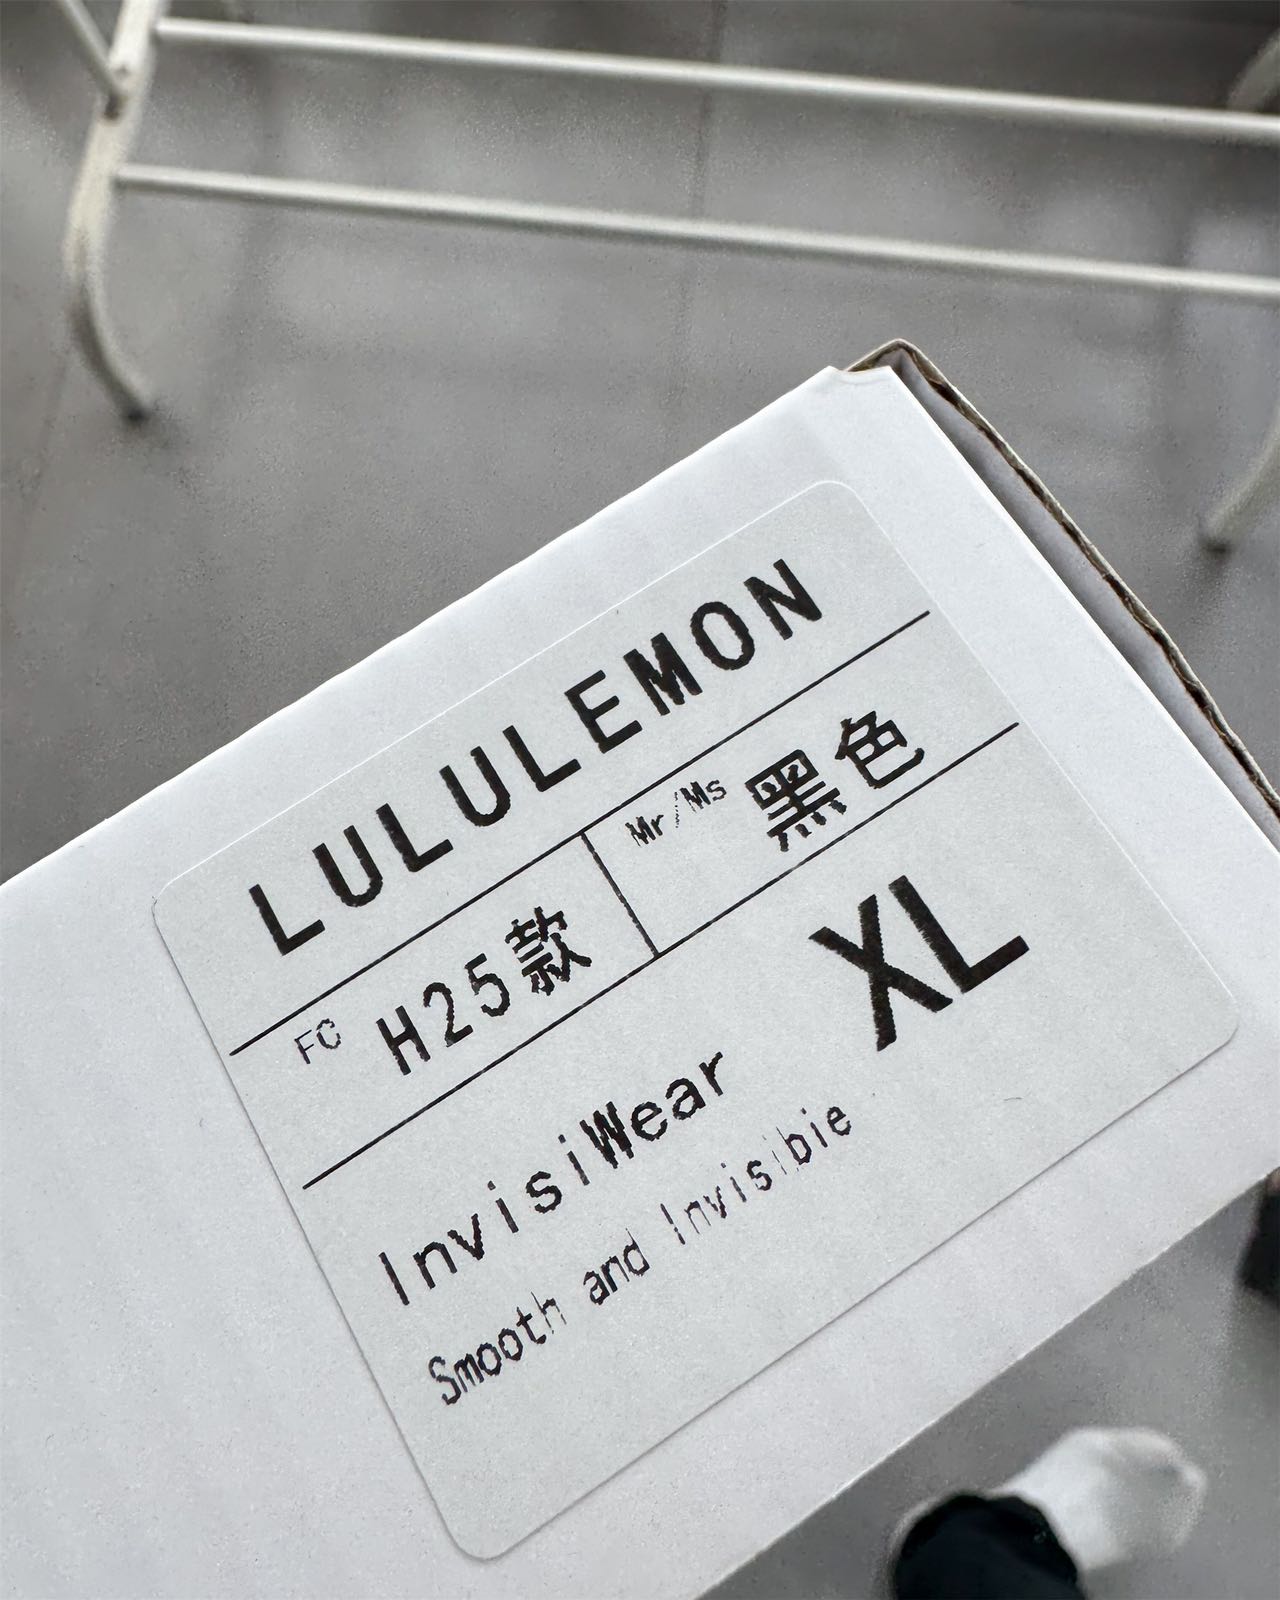 LULULEMON
FC H25款 Mr/Ms 黑色
XL
InvisiWear
Smooth and Invisibie